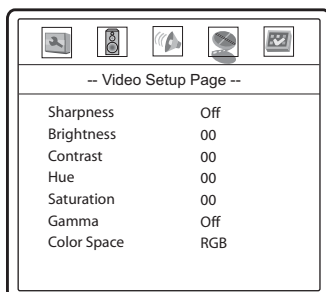 -- Video Setup Page --
Sharpness Off
Brightness 00
Contrast 00
Hue 00
Saturation 00
Gamma Off
Color Space RGB